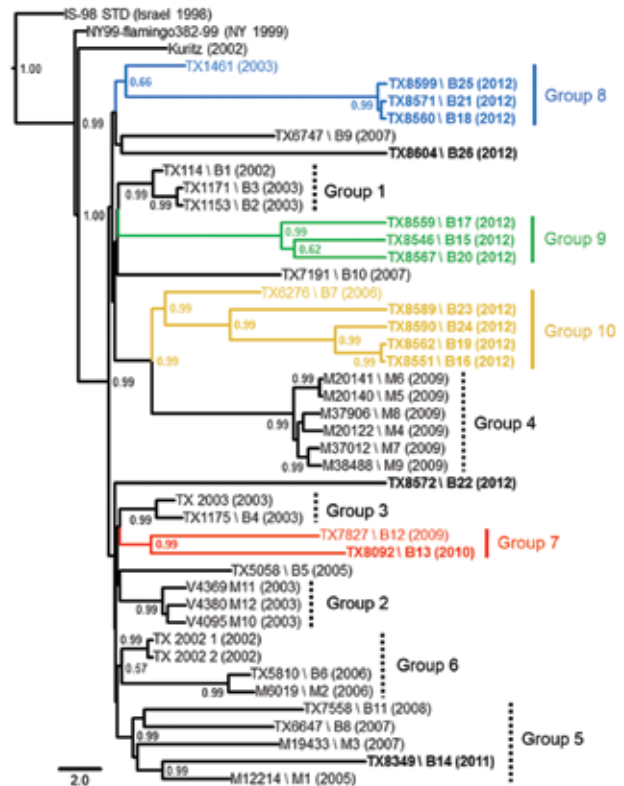 IS-98 STD (Israel 1998)
NY99-flamingo382-99 (NY 1999)
Kuritz (2002)
1.00
TX1461 (2003)
0.66
TX8599 \ B25 (2012)
0.99
TX8571 \ B21 (2012)
Group 8
TX8560 \ B18 (2012)
0.99
TX6747 \ B9 (2007)
TX8604 \ B26 (2012)
TX114 \ B1 (2002)
0.99
TX1171 \ B3 (2003)
Group 1
0.99
TX1153 \ B2 (2003)
1.00
TX8559 \ B17 (2012)
0.99
TX8546 \ B15 (2012)
Group 9
0.62
TX8567 \ B20 (2012)
TX7191 \ B10 (2007)
TX6276 \ B7 (2006)
0.99
TX8589 \ B23 (2012)
0.99
TX8590 \ B24 (2012)
Group 10
0.99
TX8562 \ B19 (2012)
0.99
0.99
TX8551 \ B16 (2012)
0.99
0.99
M20141 \ M6 (2009)
M20140 \ M5 (2009)
M37906 \ M8 (2009)
0.99
M20122 \ M4 (2009)
Group 4
M37012 \ M7 (2009)
0.99
M38488 \ M9 (2009)
TX8572 \ B22 (2012)
TX 2003 (2003)
0.99
TX1175 \ B4 (2003)
Group 3
TX7827 \ B12 (2009)
0.99
TX8092 \ B13 (2010)
Group 7
TX5058 \ B5 (2005)
V4369 M11 (2003)
0.99
V4380 M12 (2003)
Group 2
V4095 M10 (2003)
0.99
TX 2002 1 (2002)
TX 2002 2 (2002)
Group 6
0.57
TX5810 \ B6 (2006)
0.99
M6019 \ M2 (2006)
TX7558 \ B11 (2008)
TX6647 \ B8 (2007)
0.99
M19433 \ M3 (2007)
Group 5
TX8349 \ B14 (2011)
0.99
M12214 \ M1 (2005)
2.0